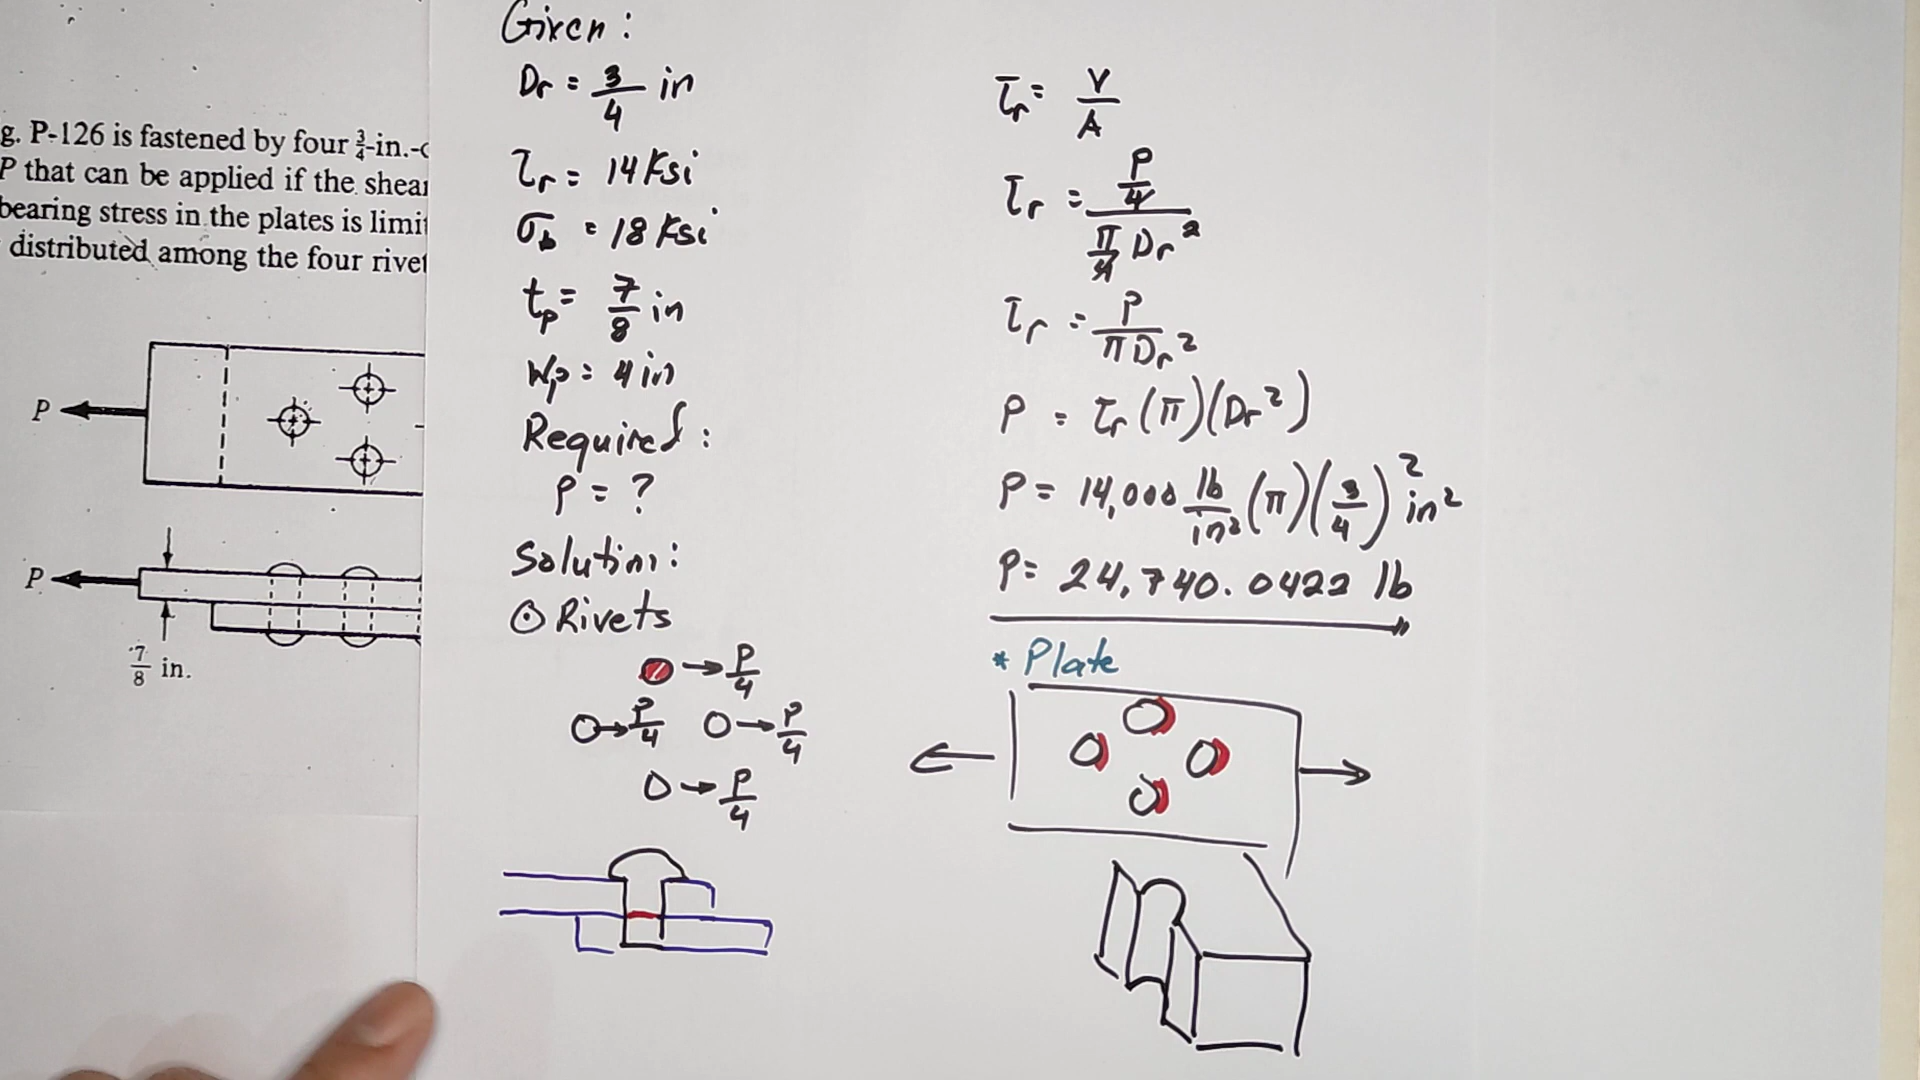 g. P-126 is fastened by four 3/4-in.-
P that can be applied if the shear
bearing stress in the plates is limit
distributed among the four rivet
P
P
7/8 in.
Given:
Dr = 3/4 in
τr = 14 Ksi
σb = 18 Ksi
tp = 7/8 in
Wp = 4 in
Required:
P = ?
Solution:
⊙ Rivets
→ P/4
→ P/4 → P/4
→ P/4
τr = V/A
τr = (P/4)/(π/4 Dr²)
τr = P/(π Dr²)
P = τr (π)(Dr²)
P = 14,000 lb/in² (π)(3/4)² in²
P = 24,740.0422 lb
* Plate